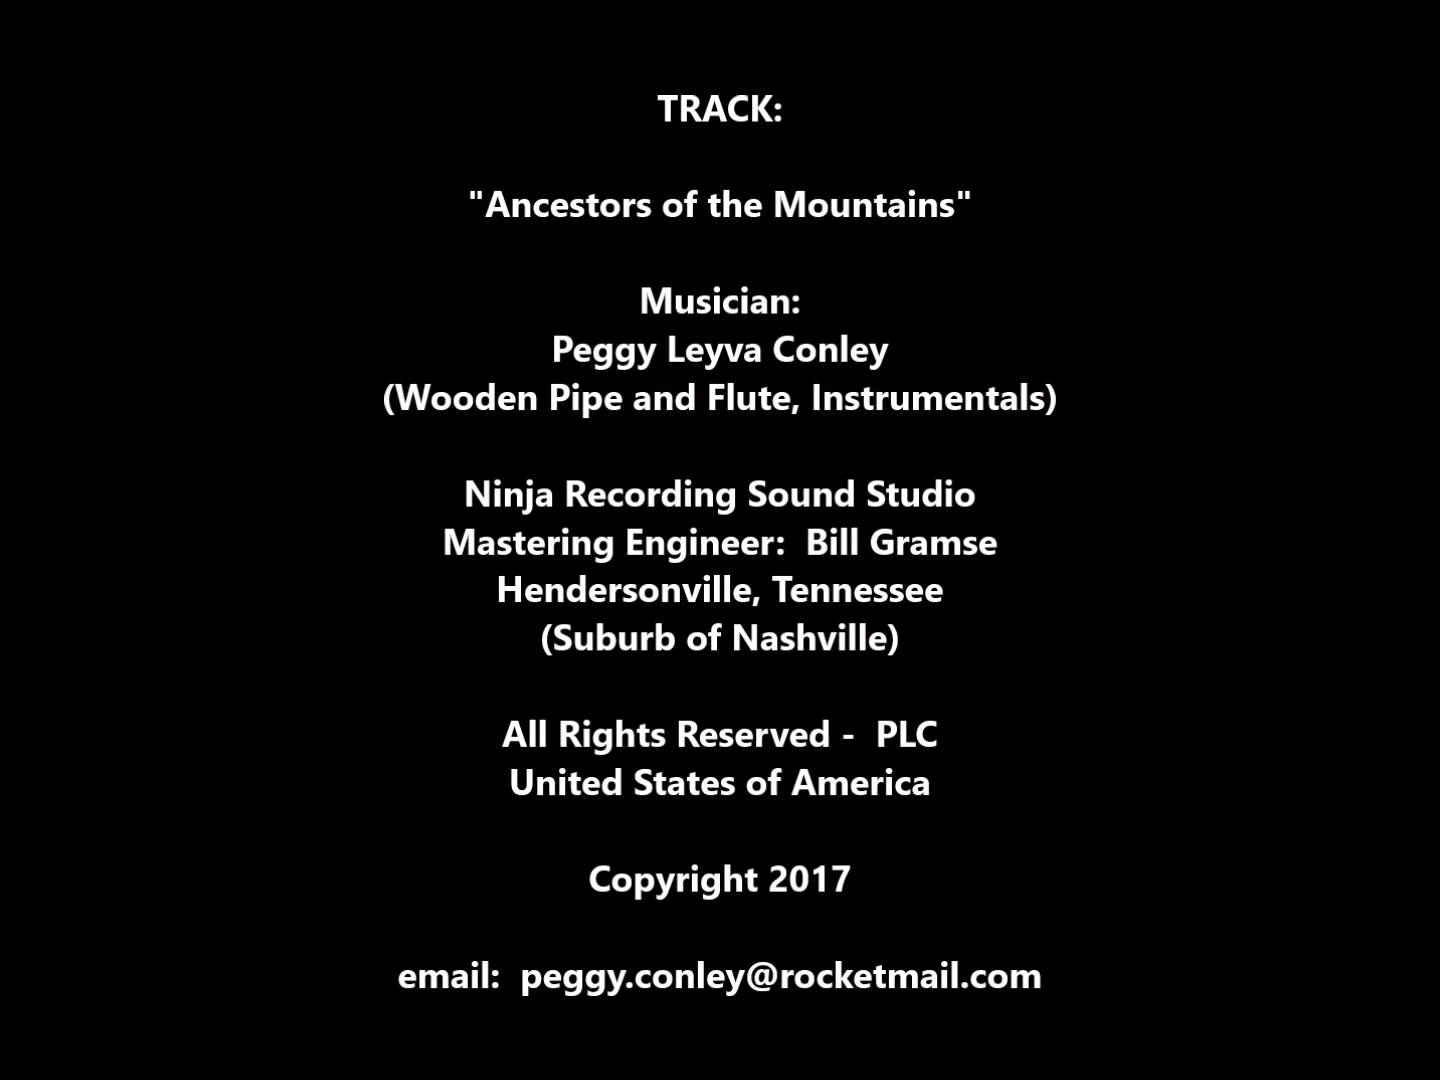 TRACK:
"Ancestors of the Mountains"
Musician:
Peggy Leyva Conley
(Wooden Pipe and Flute, Instrumentals)
Ninja Recording Sound Studio
Mastering Engineer:  Bill Gramse
Hendersonville, Tennessee
(Suburb of Nashville)
All Rights Reserved -  PLC
United States of America
Copyright 2017
email:  peggy.conley@rocketmail.com